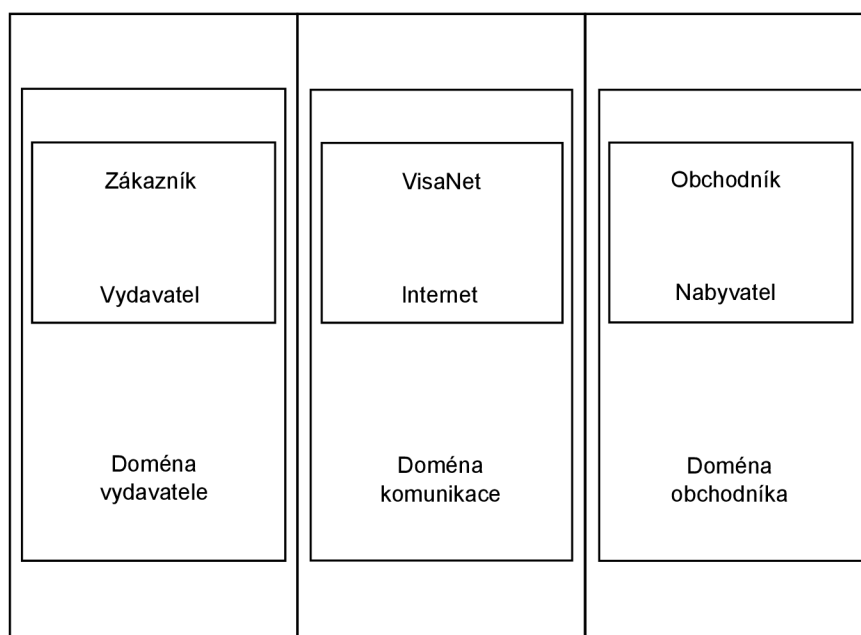 Zákazník
Vydavatel
Doména
vydavatele
VisaNet
Internet
Doména
komunikace
Obchodník
Nabyvatel
Doména
obchodníka